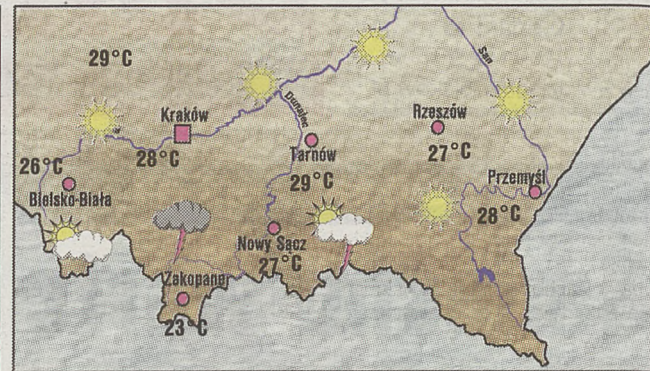 29°C
San
Dunajec
Kraków
28°C
Rzeszów
27°C
Tarnów
29°C
26°C
Bielsko-Biała
Przemyśl
28°C
Nowy Sącz
27°C
Zakopane
23°C